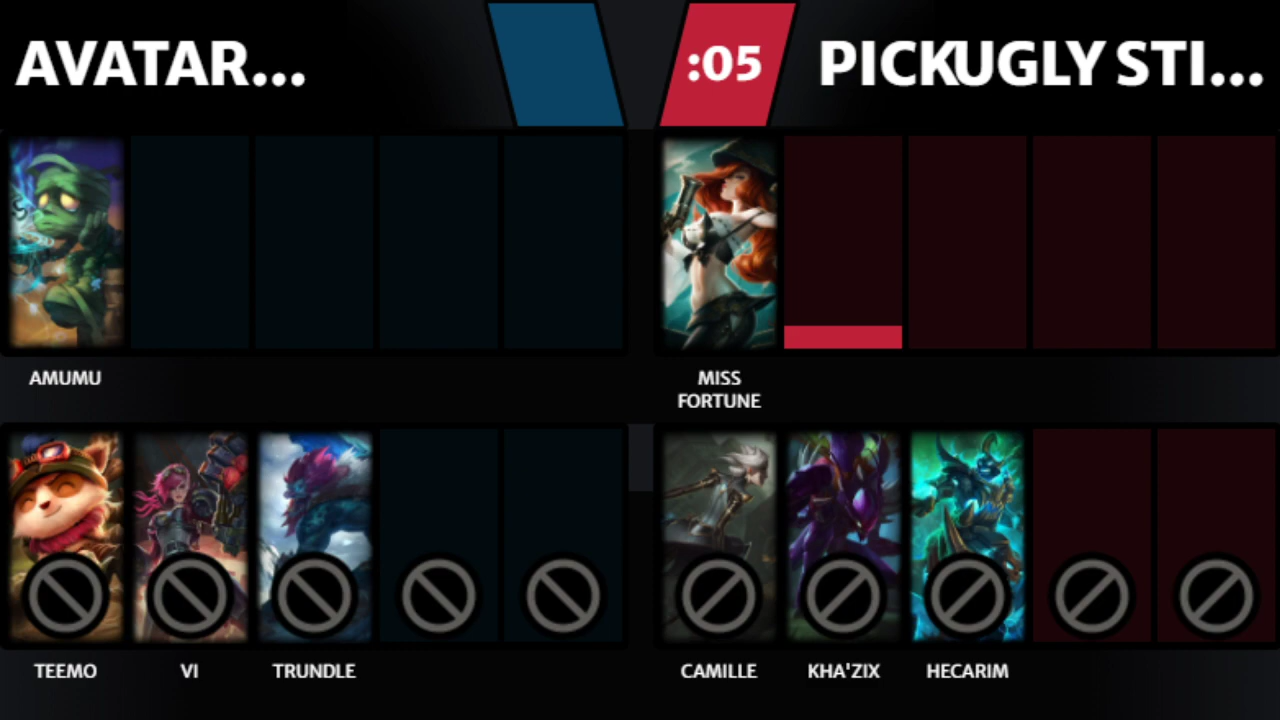 AVATAR...
:05
PICKUGLY STI...
AMUMU
MISS
FORTUNE
TEEMO
VI
TRUNDLE
CAMILLE
KHA'ZIX
HECARIM